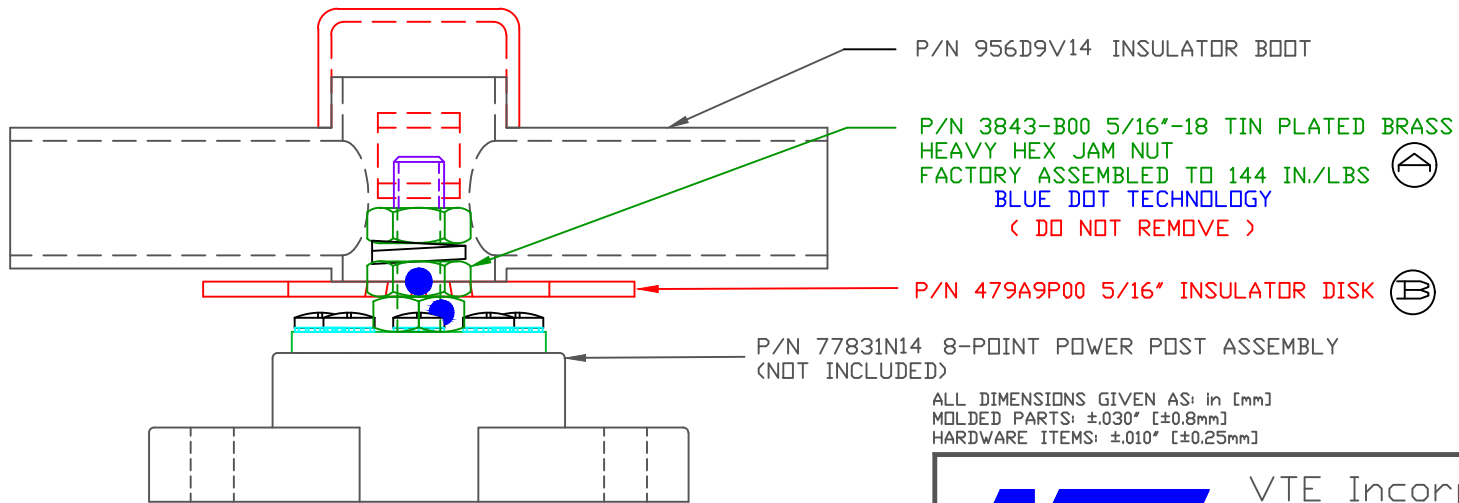 P/N 956D9V14 INSULATOR BOOT
P/N 3843-B00 5/16"-18 TIN PLATED BRASS
HEAVY HEX JAM NUT
FACTORY ASSEMBLED TO 144 IN./LBS
A
BLUE DOT TECHNOLOGY
( DO NOT REMOVE )
P/N 479A9P00 5/16" INSULATOR DISK
B
P/N 77831N14 8-POINT POWER POST ASSEMBLY
(NOT INCLUDED)
ALL DIMENSIONS GIVEN AS: in [mm]
MOLDED PARTS: ±.030" [±0.8mm]
HARDWARE ITEMS: ±.010" [±0.25mm]
VTE